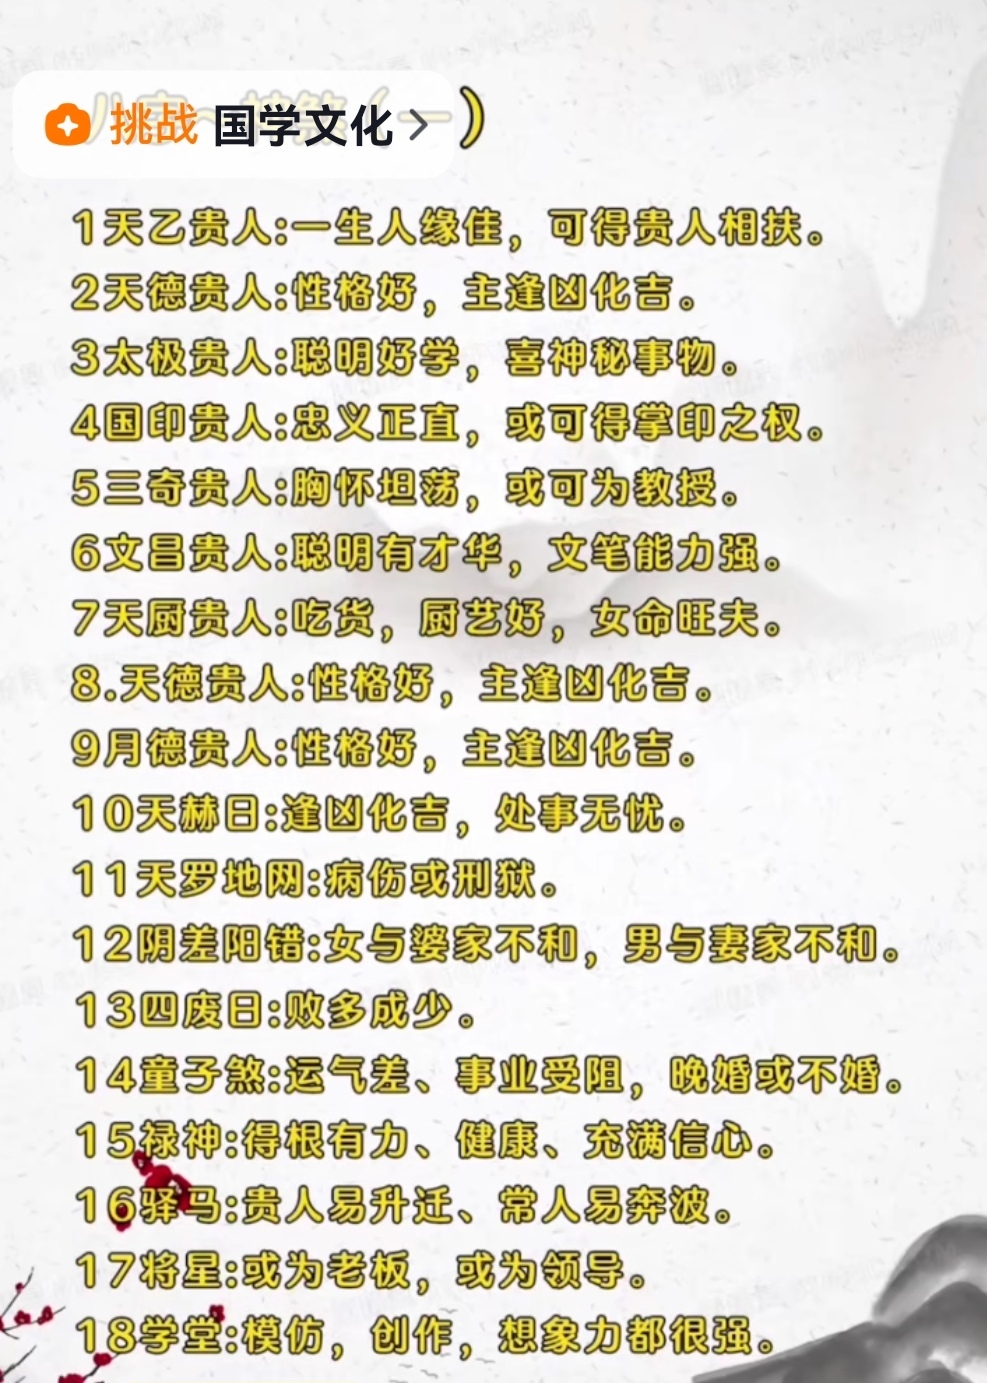 挑战 国学文化
一）
1天乙贵人:一生人缘佳，可得贵人相扶。
2天德贵人:性格好，主逢凶化吉。
3太极贵人:聪明好学，喜神秘事物。
4国印贵人:忠义正直，或可得掌印之权。
5三奇贵人:胸怀坦荡，或可为教授。
6文昌贵人:聪明有才华，文笔能力强。
7天厨贵人:吃货，厨艺好，女命旺夫。
8.天德贵人:性格好，主逢凶化吉。
9月德贵人:性格好，主逢凶化吉。
10天赫日:逢凶化吉，处事无忧。
11天罗地网:病伤或刑狱。
12阴差阳错:女与婆家不和，男与妻家不和。
13四废日:败多成少。
14童子煞:运气差、事业受阻，晚婚或不婚。
15禄神:得根有力、健康、充满信心。
16驿马:贵人易升迁、常人易奔波。
17将星:或为老板，或为领导。
18学堂:模仿，创作，想象力都很强。